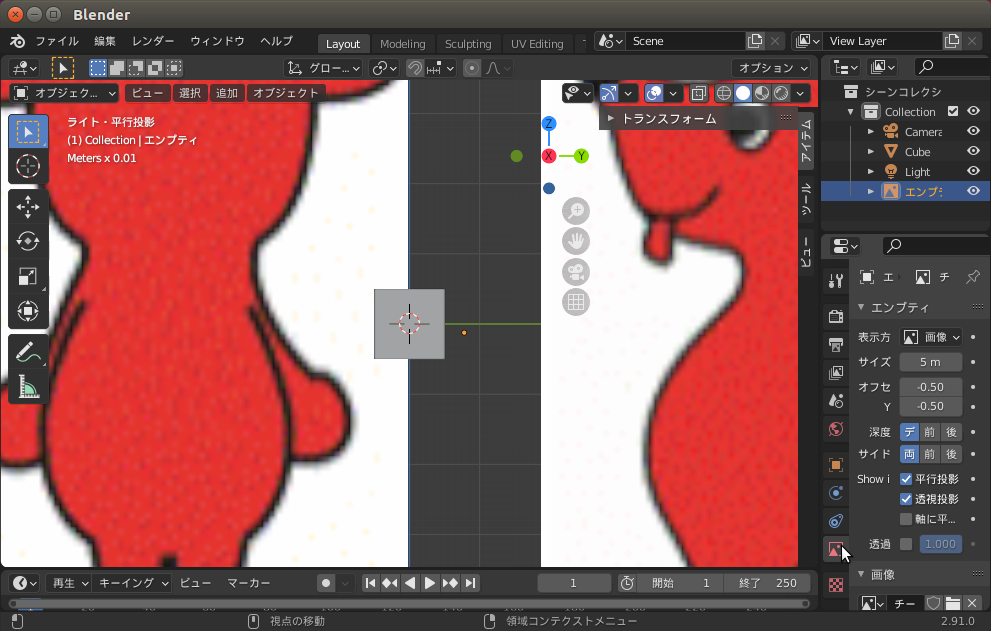 Blender
ファイル 編集 レンダー ウィンドウ ヘルプ Layout Modeling Sculpting UV Editing Scene View Layer
グロー... オプション
オブジェク... ビュー 選択 追加 オブジェクト
シーンコレクシ
ライト・平行投影
(1) Collection | エンプティ
Meters x 0.01
トランスフォーム
アイテム
ツール
ビュー
Z
X
Y
Collection
Camera
Cube
Light
エンプ
エ チ
エンプティ
表示方 画像
サイズ 5 m
オフセ -0.50
Y -0.50
深度 デ 前 後
サイド 両 前 後
Show i 平行投影
透視投影
軸に平...
透過 1.000
画像
チー
再生 キーイング ビュー マーカー 1 開始 1 終了 250
視点の移動 領域コンテクストメニュー 2.91.0